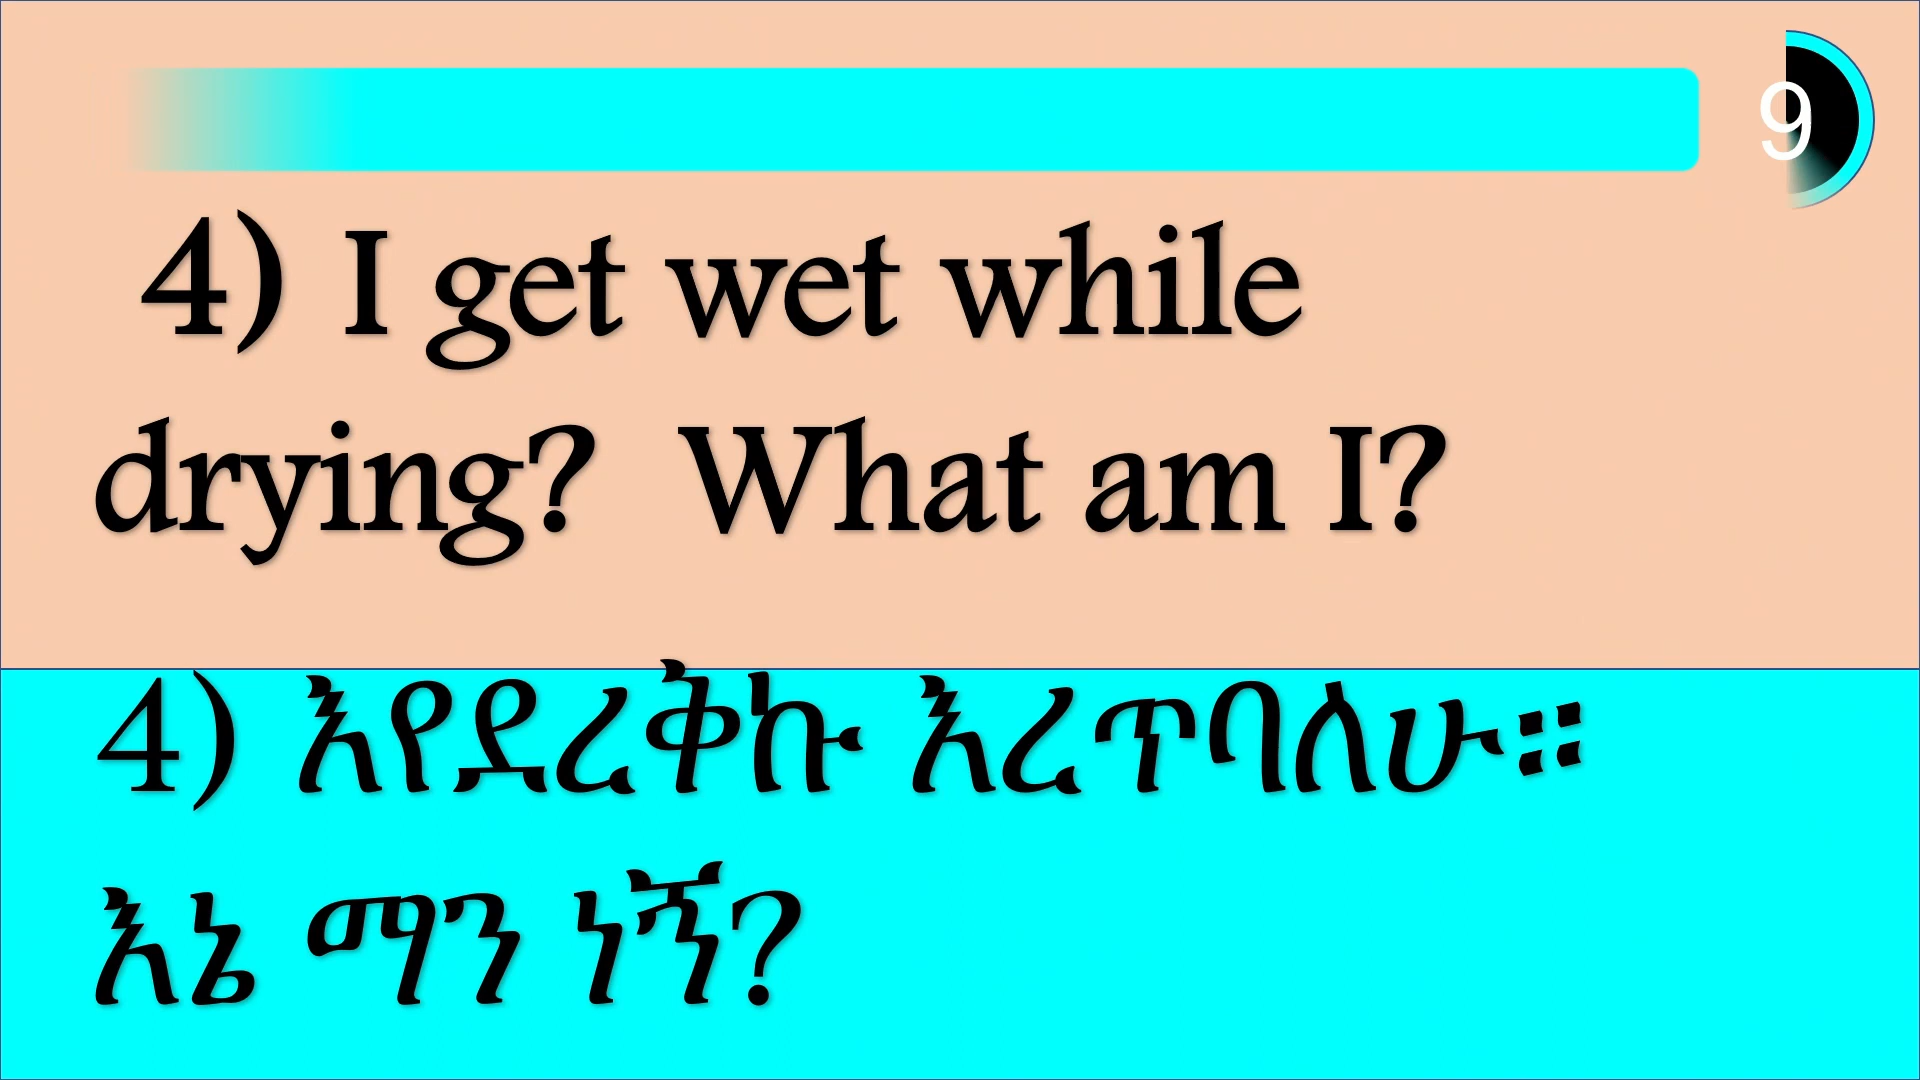 9
4) I get wet while
drying? What am I?
4) እየደረቅኩ እረጥባለሁ።
እኔ ማን ነኝ?